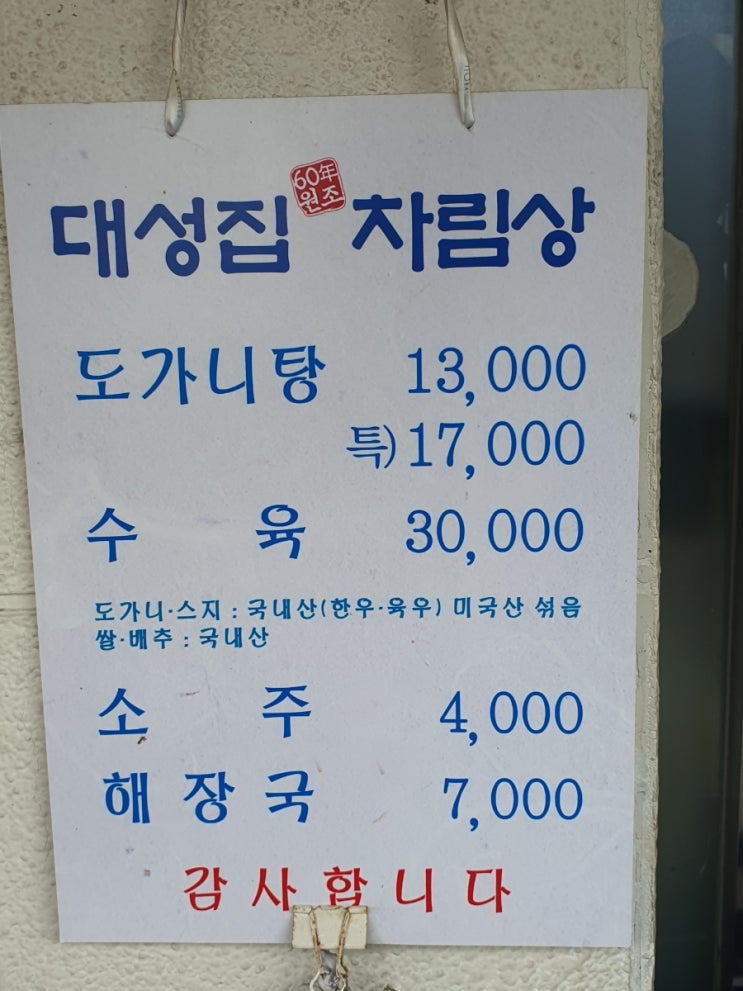 60年
원조
대성집 차림상
도가니탕 13,000
특) 17,000
수 육 30,000
도가니·스지 : 국내산(한우·육우) 미국산 섞음
쌀·배추 : 국내산
소 주 4,000
해장국 7,000
감사합니다